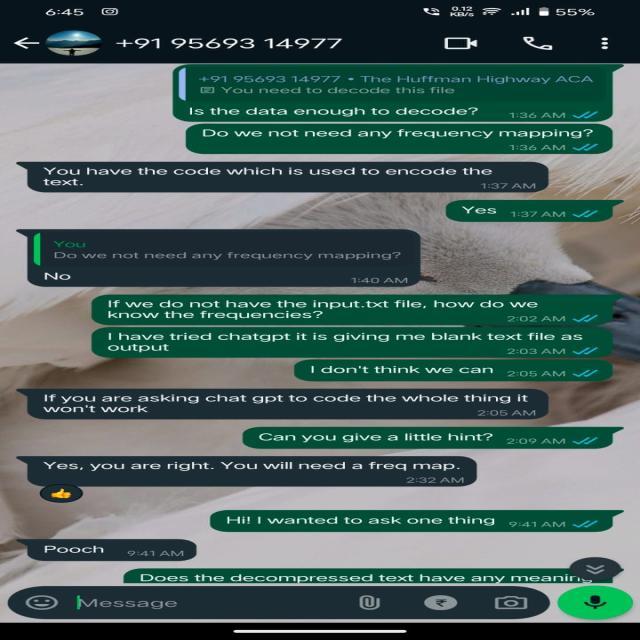 6:45
0.12
KB/s
55%
+91 95693 14977
+91 95693 14977 • The Huffman Highway ACA
You need to decode this file
Is the data enough to decode?
1:36 AM
Do we not need any frequency mapping?
1:36 AM
You have the code which is used to encode the
text.
1:37 AM
Yes 1:37 AM
You
Do we not need any frequency mapping?
No
1:40 AM
If we do not have the input.txt file, how do we
know the frequencies?
2:02 AM
I have tried chatgpt it is giving me blank text file as
output
2:03 AM
I don't think we can 2:05 AM
If you are asking chat gpt to code the whole thing it
won't work
2:05 AM
Can you give a little hint? 2:09 AM
Yes, you are right. You will need a freq map.
2:32 AM
Hi! I wanted to ask one thing 9:41 AM
Pooch 9:41 AM
Does the decompressed text have any meaning
Message